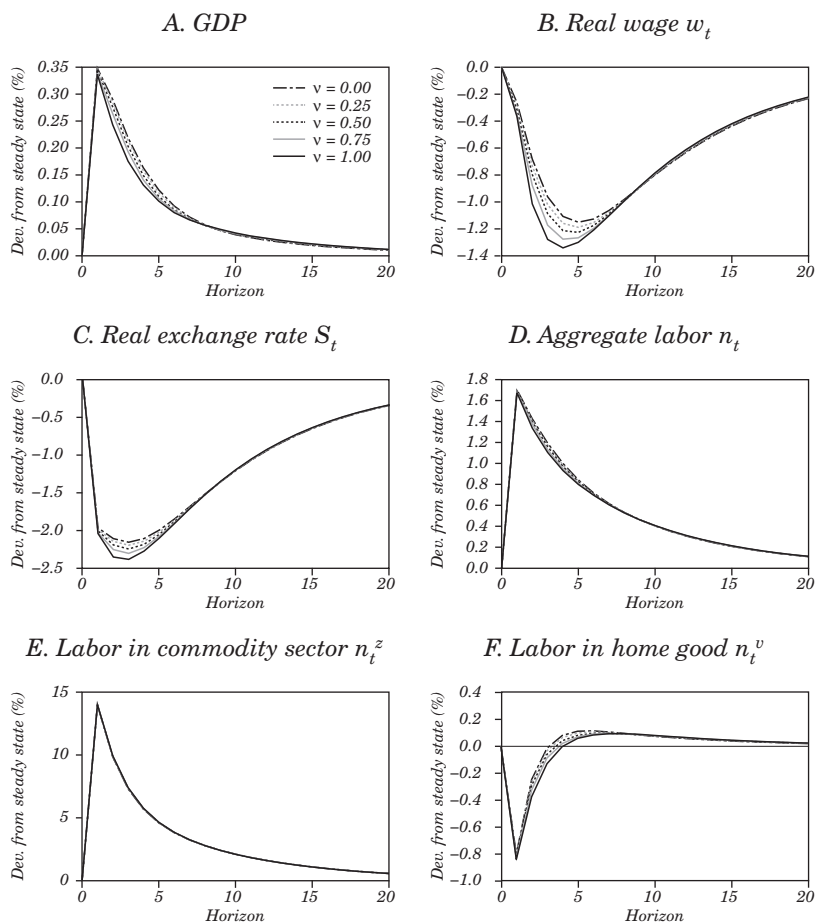 A. GDP
Dev. from steady state (%)
0.35
0.30
0.25
0.20
0.15
0.10
0.05
0.00
ν = 0.00
ν = 0.25
ν = 0.50
ν = 0.75
ν = 1.00
0 5 10 15 20
Horizon
B. Real wage w_t
Dev. from steady state (%)
0.0
−0.2
−0.4
−0.6
−0.8
−1.0
−1.2
−1.4
0 5 10 15 20
Horizon
C. Real exchange rate S_t
Dev. from steady state (%)
0.0
−0.5
−1.0
−1.5
−2.0
−2.5
0 5 10 15 20
Horizon
D. Aggregate labor n_t
Dev. from steady state (%)
1.8
1.6
1.4
1.2
1.0
0.8
0.6
0.4
0.2
0.0
0 5 10 15 20
Horizon
E. Labor in commodity sector n_t^z
Dev. from steady state (%)
15
10
5
0
0 5 10 15 20
Horizon
F. Labor in home good n_t^v
Dev. from steady state (%)
0.4
0.2
0.0
−0.2
−0.4
−0.6
−0.8
−1.0
0 5 10 15 20
Horizon